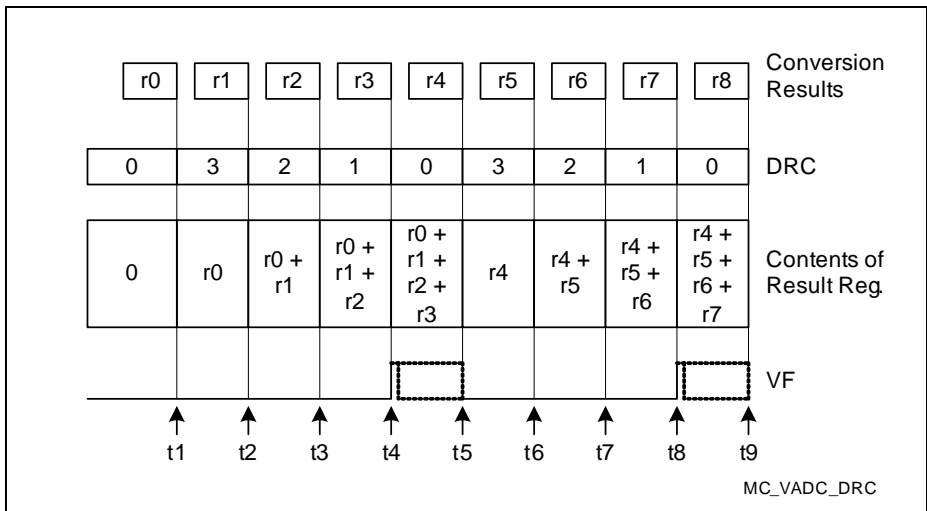 r0 r1 r2 r3 r4 r5 r6 r7 r8
Conversion
Results
0 3 2 1 0 3 2 1 0
DRC
0
r0
r0 +
r1
r0 +
r1 +
r2
r0 +
r1 +
r2 +
r3
r4
r4 +
r5
r4 +
r5 +
r6
r4 +
r5 +
r6 +
r7
Contents of
Result Reg.
VF
t1 t2 t3 t4 t5 t6 t7 t8 t9
MC_VADC_DRC